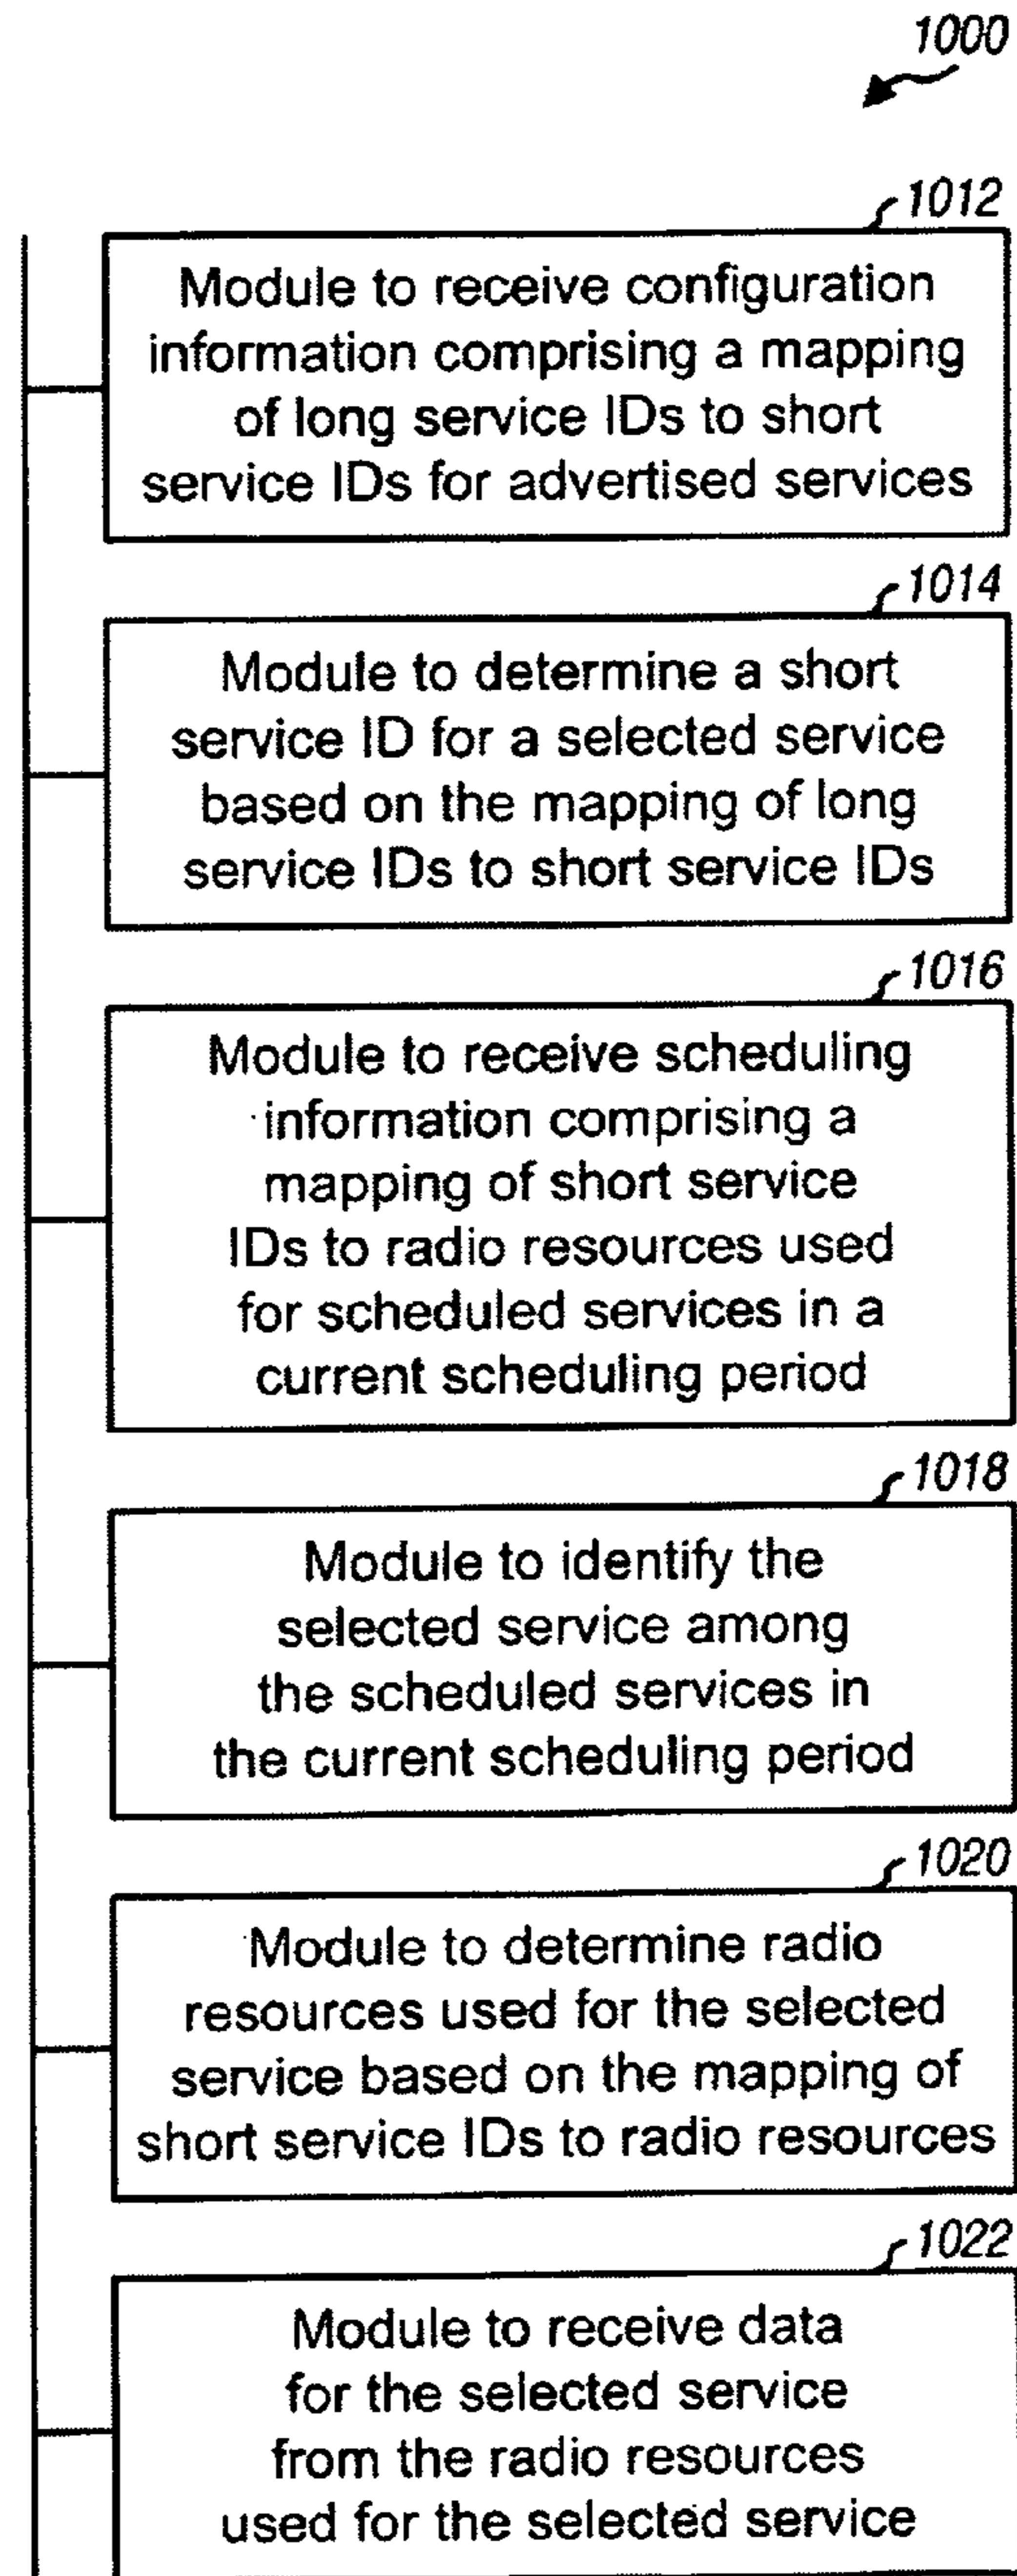 1000
1012
Module to receive configuration
information comprising a mapping
of long service IDs to short
service IDs for advertised services
1014
Module to determine a short
service ID for a selected service
based on the mapping of long
service IDs to short service IDs
1016
Module to receive scheduling
information comprising a
mapping of short service
IDs to radio resources used
for scheduled services in a
current scheduling period
1018
Module to identify the
selected service among
the scheduled services in
the current scheduling period
1020
Module to determine radio
resources used for the selected
service based on the mapping of
short service IDs to radio resources
1022
Module to receive data
for the selected service
from the radio resources
used for the selected service